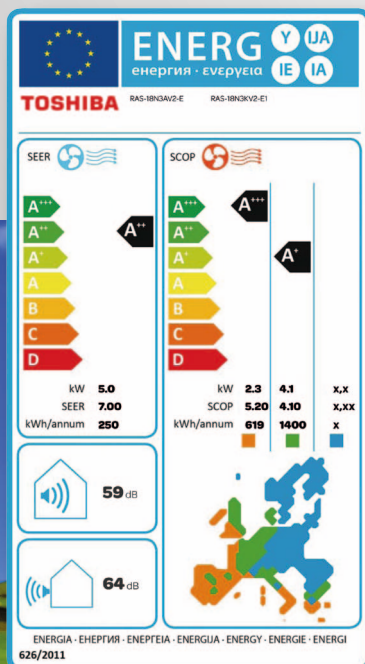 ENERG Y IJA
енергия · ενεργεια IE IA
TOSHIBA RAS-18N3AV2-E RAS-18N3KV2-E1
SEER
A+++
A++ A++
A+
A
B
C
D
kW 5.0
SEER 7.00
kWh/annum 250
SCOP
A+++ A+++
A++
A+ A+
A
B
C
D
kW 2.3 4.1 x,x
SCOP 5.20 4.10 x,xx
kWh/annum 619 1400 x
59 dB
64 dB
ENERGIA · ЕНЕРГИЯ · ΕΝΕΡΓΕΙΑ · ENERGIJA · ENERGY · ENERGIE · ENERGI
626/2011